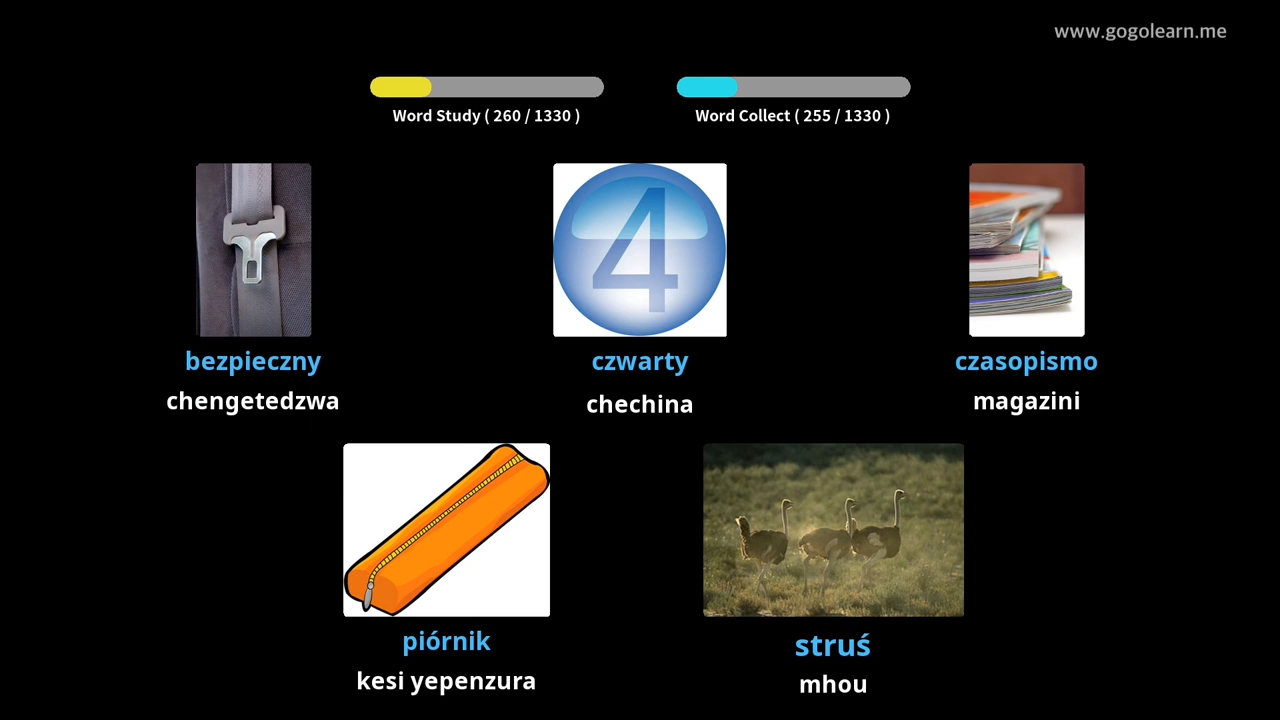 www.gogolearn.me
Word Study ( 260 / 1330 )
Word Collect ( 255 / 1330 )
4
bezpieczny
chengetedzwa
czwarty
chechina
czasopismo
magazini
piórnik
kesi yepenzura
struś
mhou